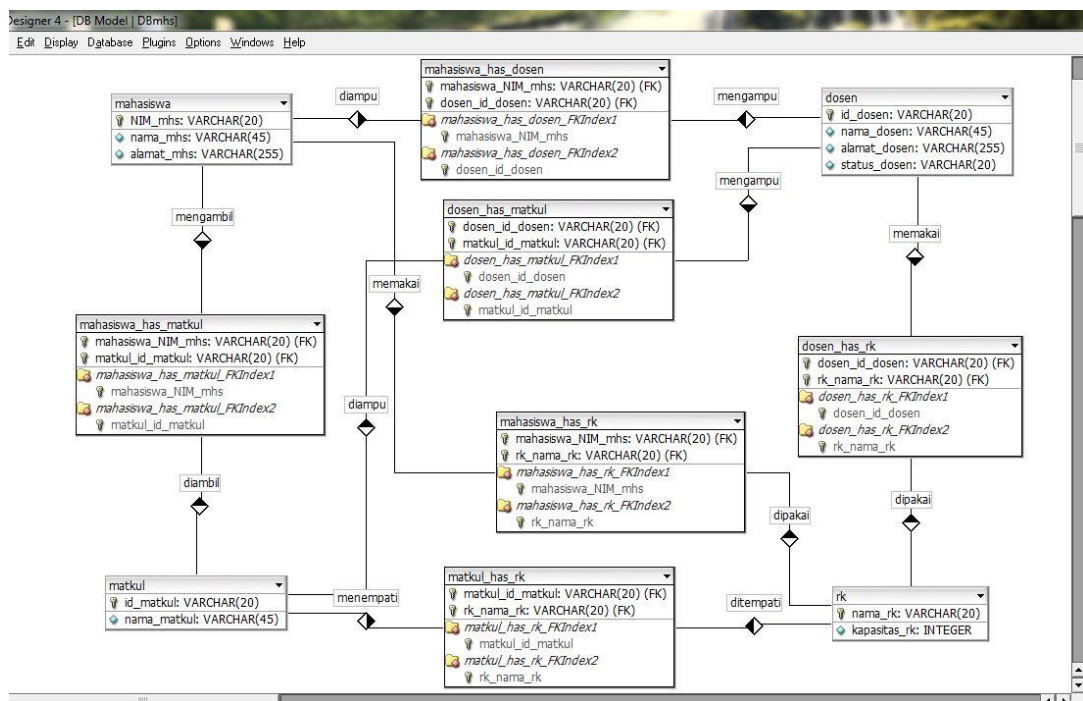 Designer 4 - [DB Model | DBmhs]
Edit Display Database Plugins Options Windows Help
mahasiswa
NIM_mhs: VARCHAR(20)
nama_mhs: VARCHAR(45)
alamat_mhs: VARCHAR(255)
diampu
mahasiswa_has_dosen
mahasiswa_NIM_mhs: VARCHAR(20) (FK)
dosen_id_dosen: VARCHAR(20) (FK)
mahasiswa_has_dosen_FKIndex1
mahasiswa_NIM_mhs
mahasiswa_has_dosen_FKIndex2
dosen_id_dosen
mengampu
dosen
id_dosen: VARCHAR(20)
nama_dosen: VARCHAR(45)
alamat_dosen: VARCHAR(255)
status_dosen: VARCHAR(20)
mengampu
mengambil
dosen_has_matkul
dosen_id_dosen: VARCHAR(20) (FK)
matkul_id_matkul: VARCHAR(20) (FK)
dosen_has_matkul_FKIndex1
dosen_id_dosen
dosen_has_matkul_FKIndex2
matkul_id_matkul
memakai
memakai
mahasiswa_has_matkul
mahasiswa_NIM_mhs: VARCHAR(20) (FK)
matkul_id_matkul: VARCHAR(20) (FK)
mahasiswa_has_matkul_FKIndex1
mahasiswa_NIM_mhs
mahasiswa_has_matkul_FKIndex2
matkul_id_matkul
dosen_has_rk
dosen_id_dosen: VARCHAR(20) (FK)
rk_nama_rk: VARCHAR(20) (FK)
dosen_has_rk_FKIndex1
dosen_id_dosen
dosen_has_rk_FKIndex2
rk_nama_rk
diampu
mahasiswa_has_rk
mahasiswa_NIM_mhs: VARCHAR(20) (FK)
rk_nama_rk: VARCHAR(20) (FK)
mahasiswa_has_rk_FKIndex1
mahasiswa_NIM_mhs
mahasiswa_has_rk_FKIndex2
rk_nama_rk
diambil
dipakai
dipakai
matkul
id_matkul: VARCHAR(20)
nama_matkul: VARCHAR(45)
menempati
matkul_has_rk
matkul_id_matkul: VARCHAR(20) (FK)
rk_nama_rk: VARCHAR(20) (FK)
matkul_has_rk_FKIndex1
matkul_id_matkul
matkul_has_rk_FKIndex2
rk_nama_rk
ditempati
rk
nama_rk: VARCHAR(20)
kapasitas_rk: INTEGER